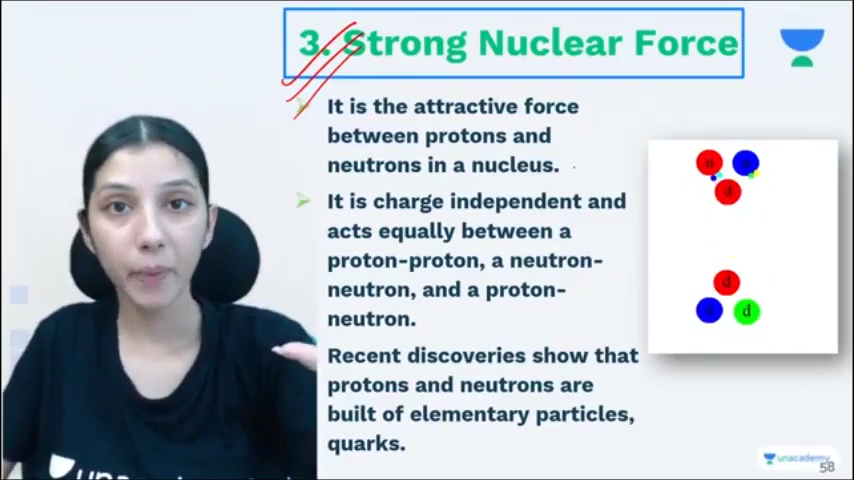 3. Strong Nuclear Force
It is the attractive force
between protons and
neutrons in a nucleus.
It is charge independent and
acts equally between a
proton-proton, a neutron-
neutron, and a proton-
neutron.
Recent discoveries show that
protons and neutrons are
built of elementary particles,
quarks.
u
d
d
d
unacademy
58